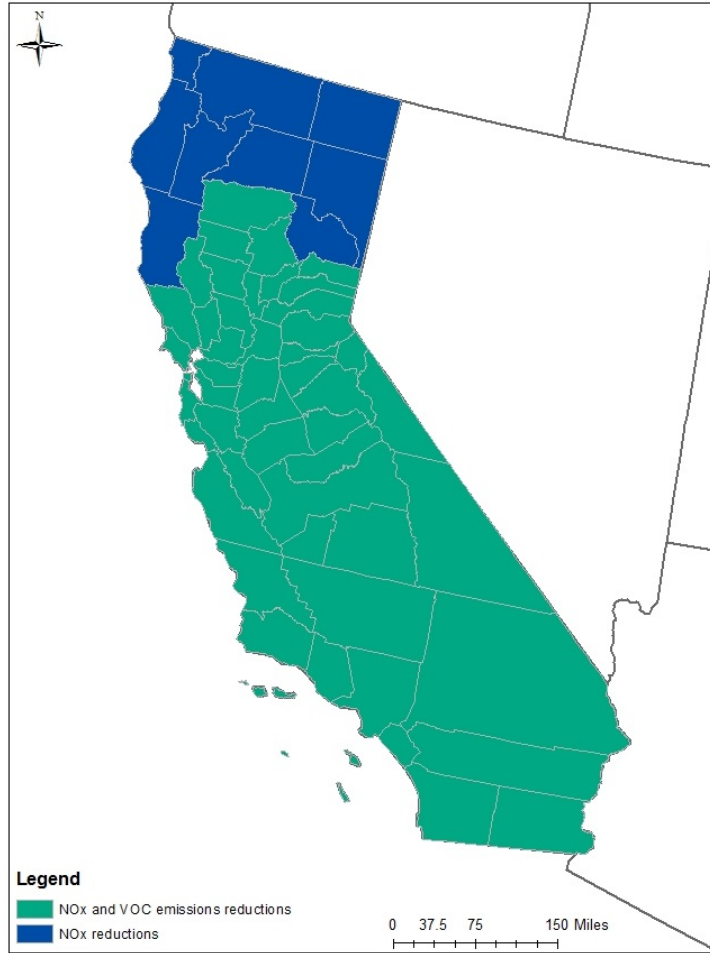 N
Legend
NOx and VOC emissions reductions
NOx reductions
0 37.5 75 150 Miles